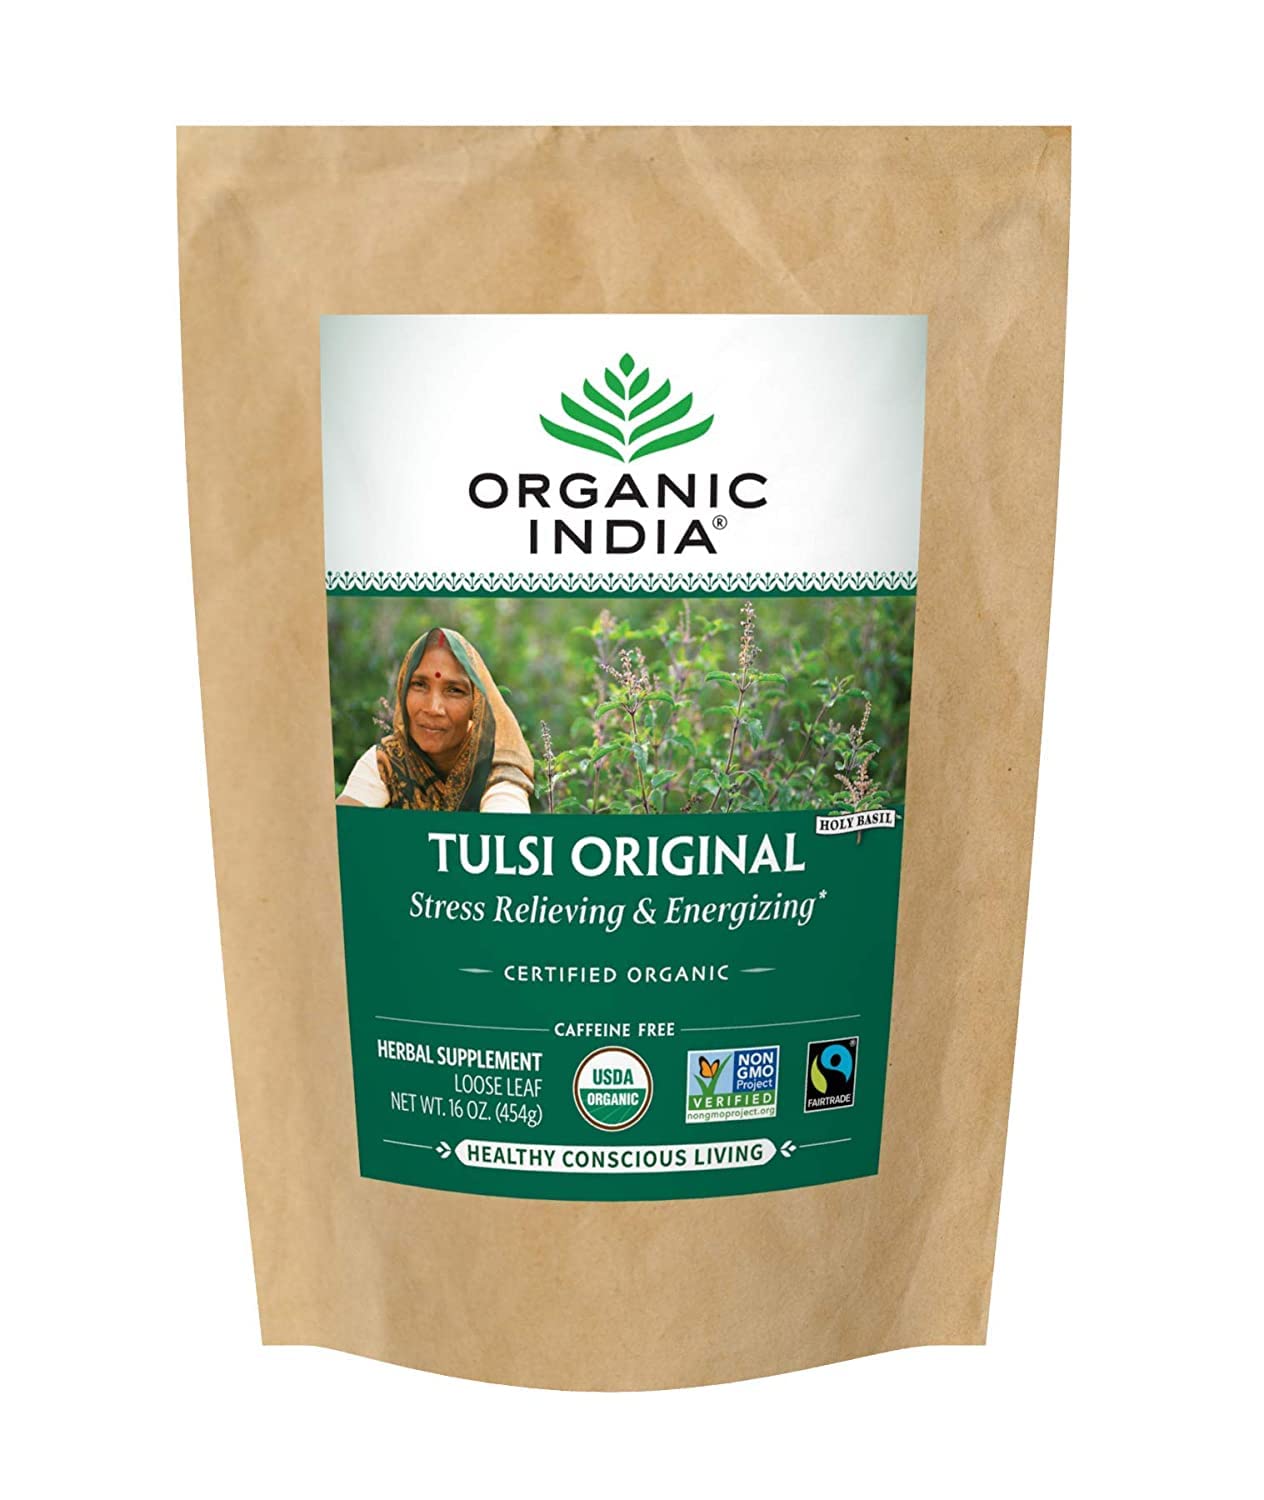 ORGANIC
INDIA®
HOLY BASIL
TULSI ORIGINAL
Stress Relieving & Energizing*
CERTIFIED ORGANIC
CAFFEINE FREE
HERBAL SUPPLEMENT
LOOSE LEAF
NET WT. 16 OZ. (454g)
USDA
ORGANIC
NON
GMO
Project
VERIFIED
nongmoproject.org
®
FAIRTRADE
HEALTHY CONSCIOUS LIVING